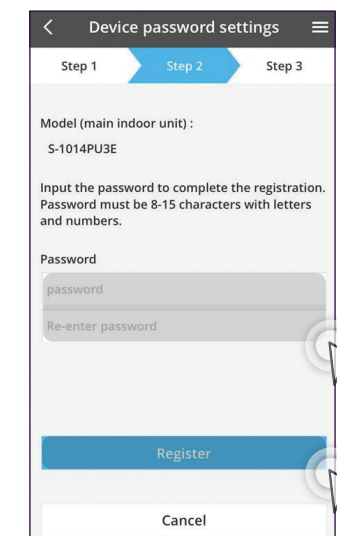 Device password settings
Step 1 Step 2 Step 3
Model (main indoor unit) :
S-1014PU3E
Input the password to complete the registration.
Password must be 8-15 characters with letters
and numbers.
Password
password
Re-enter password
Register
Cancel